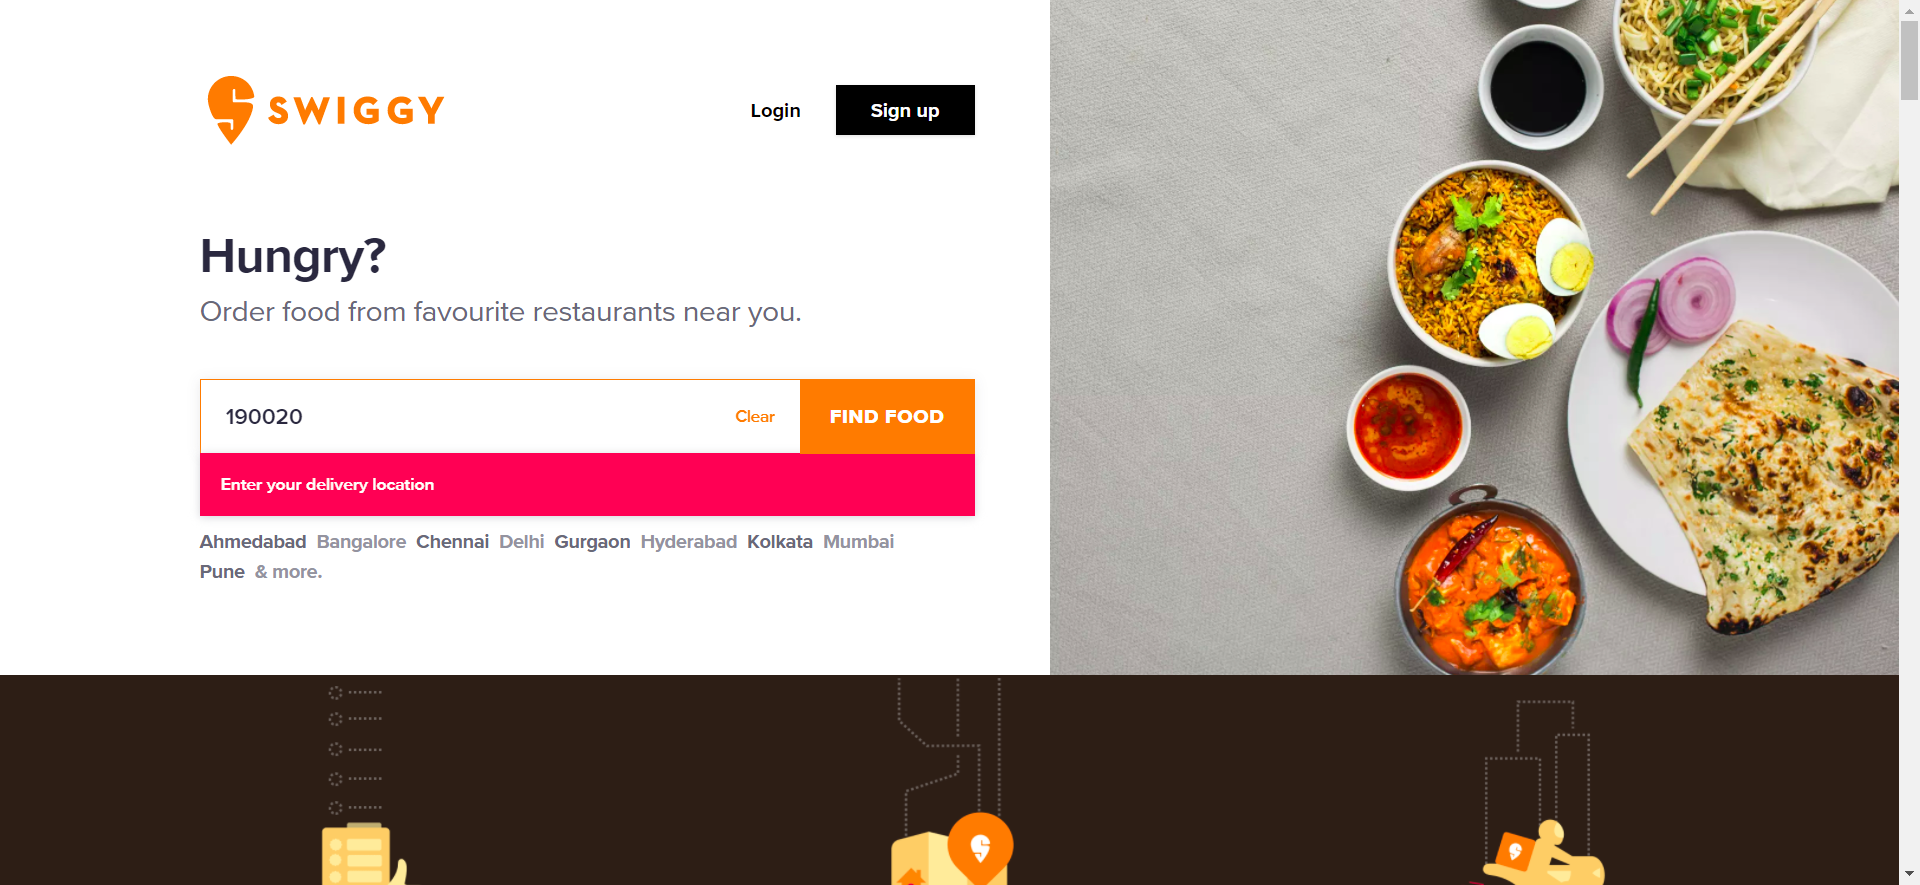 SWIGGY
Login
Sign up
Hungry?
Order food from favourite restaurants near you.
190020
Clear
FIND FOOD
Enter your delivery location
Ahmedabad Bangalore Chennai Delhi Gurgaon Hyderabad Kolkata Mumbai
Pune & more.